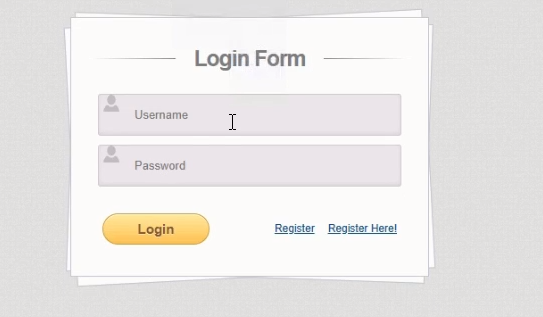 Login Form
Username
Password
Login
Register Register Here!